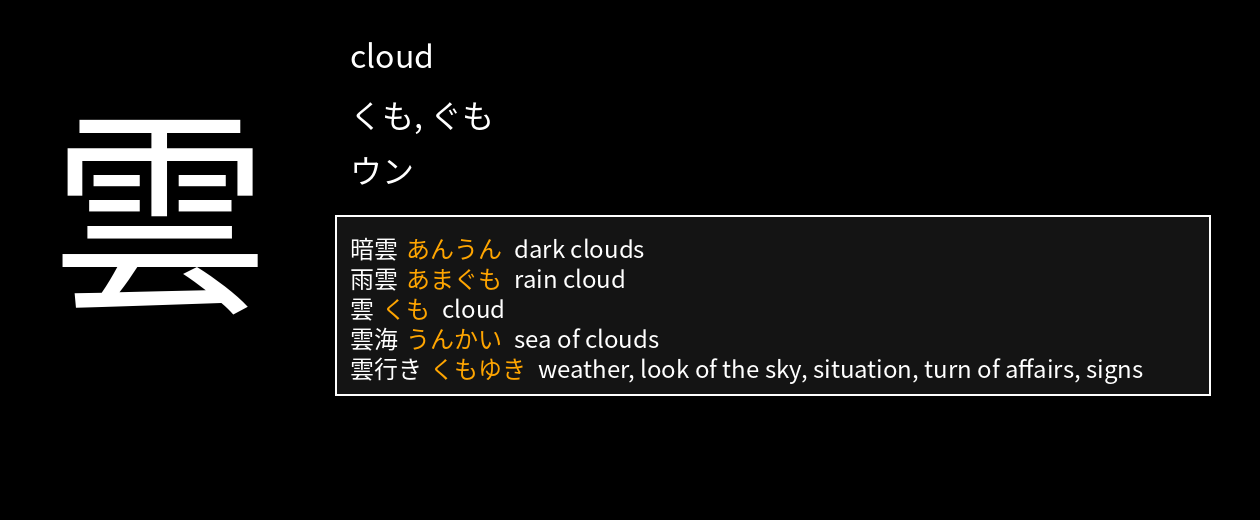 雲
cloud
くも, ぐも
ウン
暗雲 あんうん dark clouds
雨雲 あまぐも rain cloud
雲 くも cloud
雲海 うんかい sea of clouds
雲行き くもゆき weather, look of the sky, situation, turn of affairs, signs